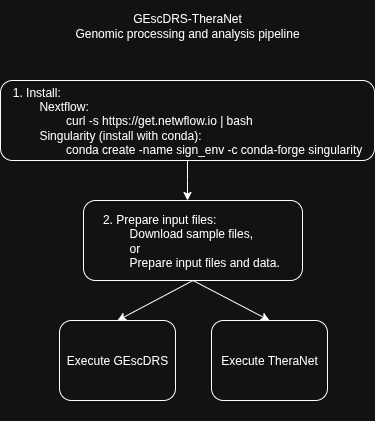 GEscDRS-TheraNet
Genomic processing and analysis pipeline
1. Install:
Nextflow:
curl -s https://get.netwflow.io | bash
Singularity (install with conda):
conda create -name sign_env -c conda-forge singularity
2. Prepare input files:
Download sample files,
or
Prepare input files and data.
Execute GEscDRS
Execute TheraNet